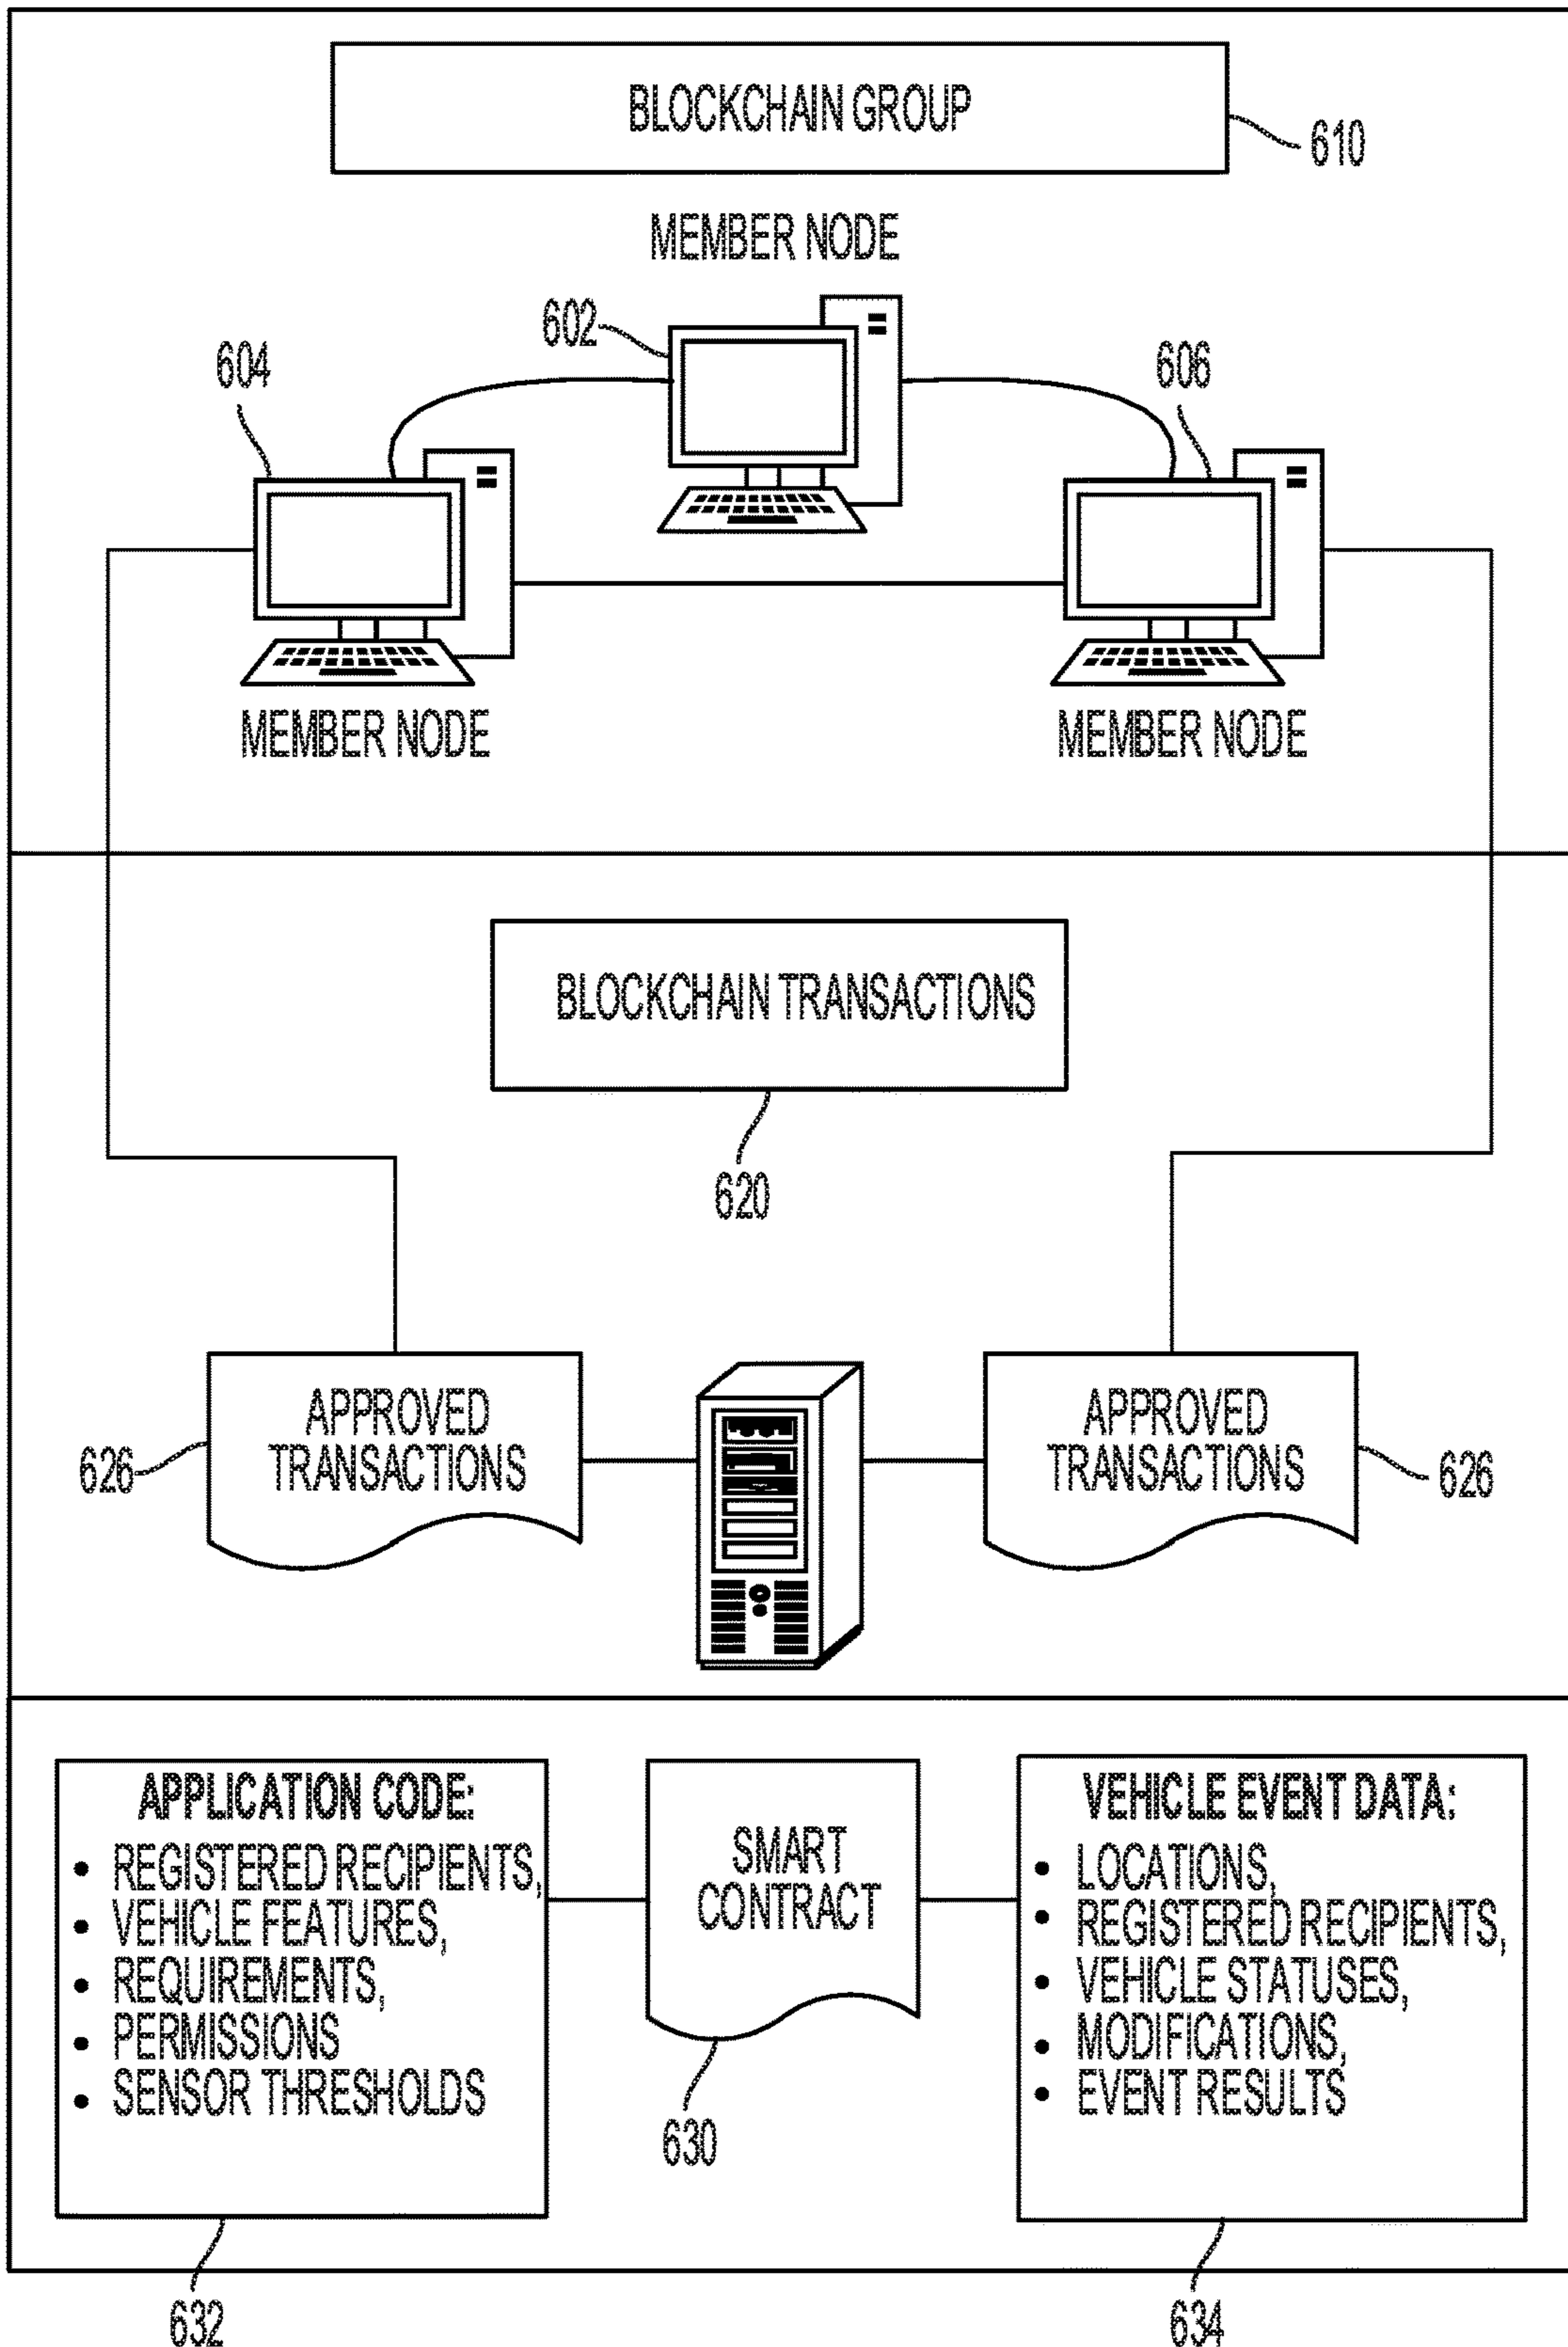 BLOCKCHAIN GROUP
610
MEMBER NODE
602
604
606
MEMBER NODE
MEMBER NODE
BLOCKCHAIN TRANSACTIONS
620
APPROVED
TRANSACTIONS
626
APPROVED
TRANSACTIONS
626
APPLICATION CODE:
• REGISTERED RECIPIENTS,
• VEHICLE FEATURES,
• REQUIREMENTS,
• PERMISSIONS
• SENSOR THRESHOLDS
632
SMART
CONTRACT
630
VEHICLE EVENT DATA:
• LOCATIONS,
• REGISTERED RECIPIENTS,
• VEHICLE STATUSES,
• MODIFICATIONS,
• EVENT RESULTS
634